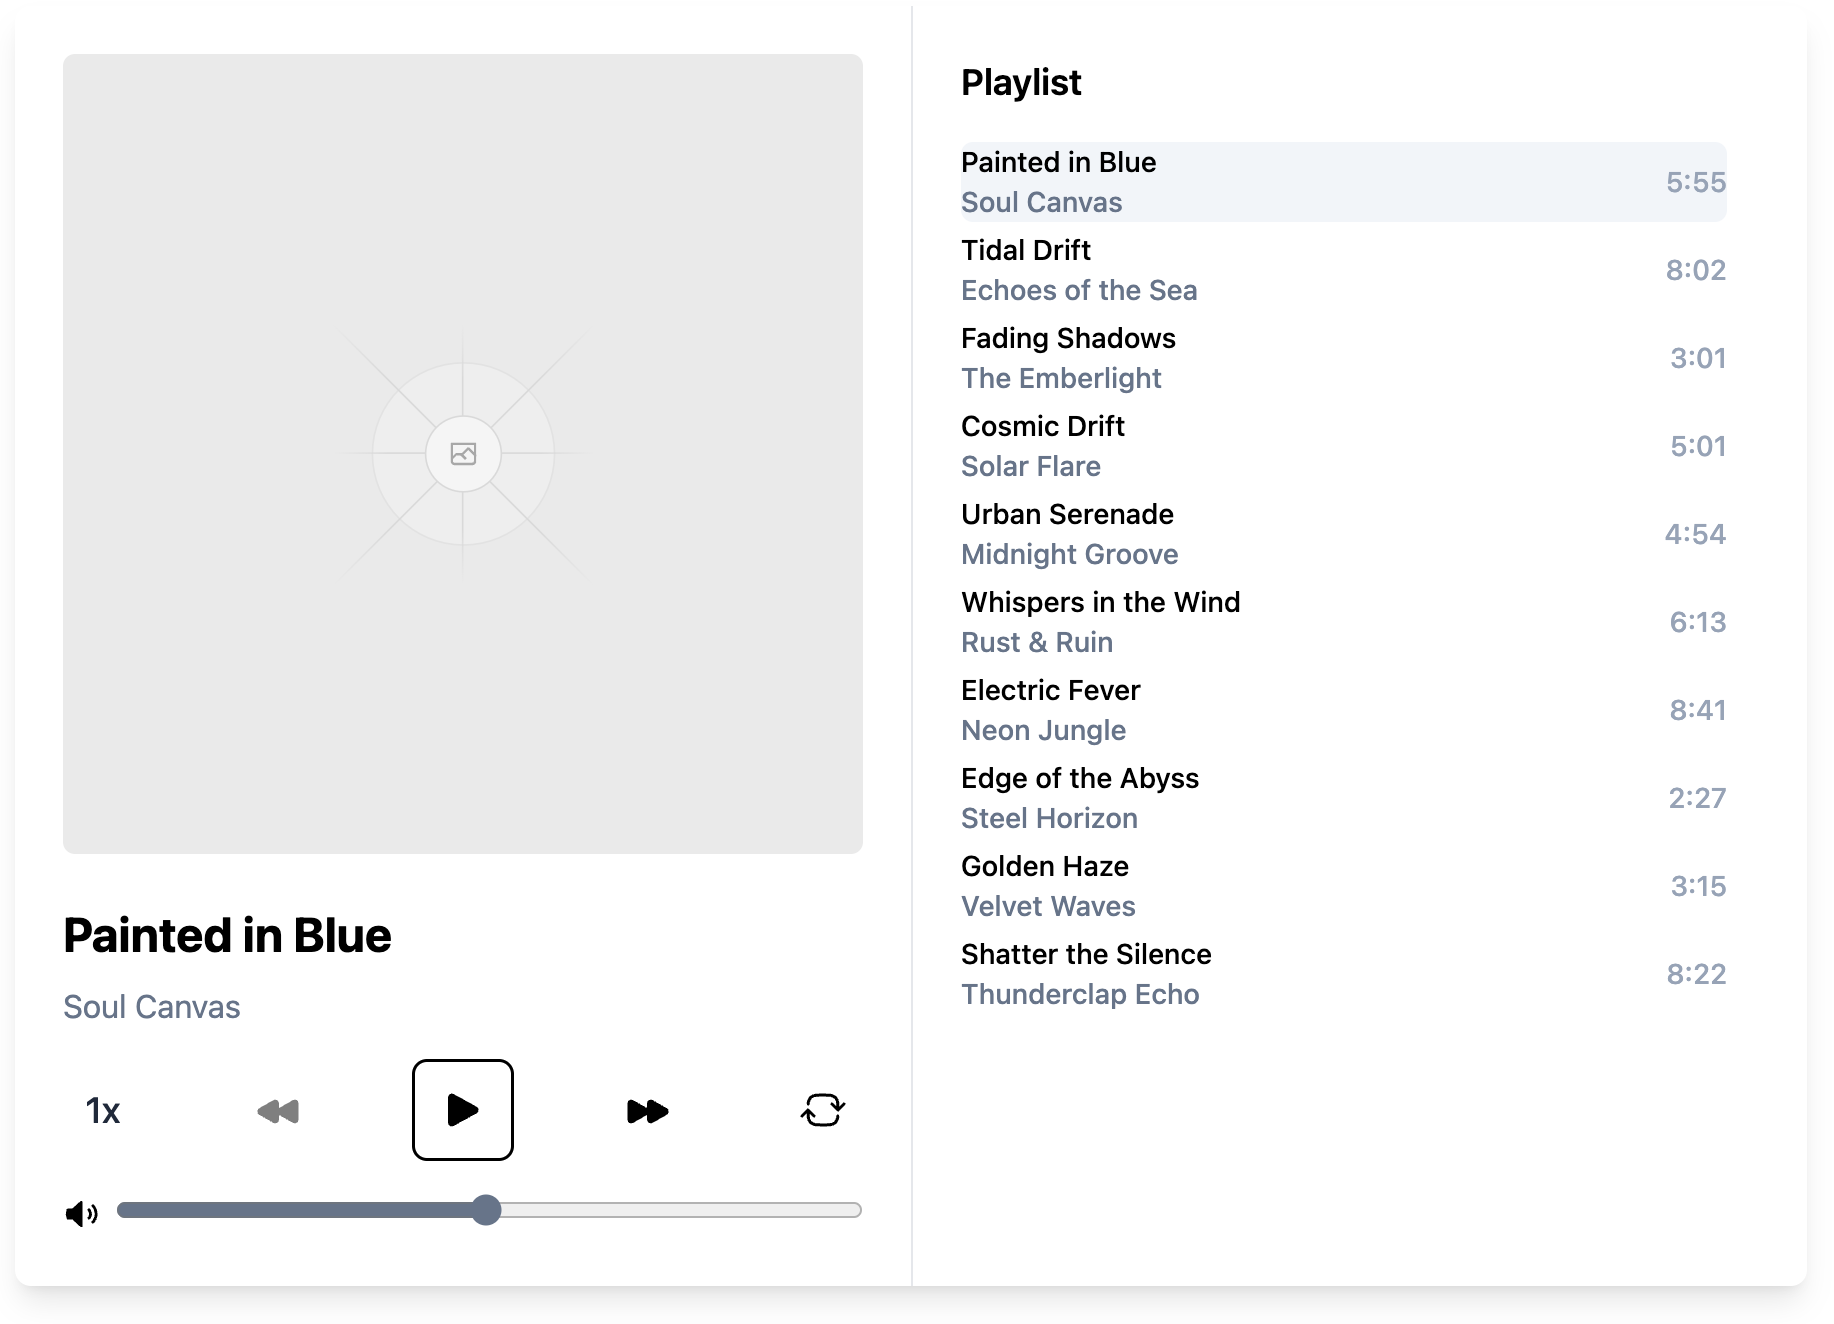 Painted in Blue
Soul Canvas
1x
Playlist
Painted in Blue
Soul Canvas
5:55
Tidal Drift
Echoes of the Sea
8:02
Fading Shadows
The Emberlight
3:01
Cosmic Drift
Solar Flare
5:01
Urban Serenade
Midnight Groove
4:54
Whispers in the Wind
Rust & Ruin
6:13
Electric Fever
Neon Jungle
8:41
Edge of the Abyss
Steel Horizon
2:27
Golden Haze
Velvet Waves
3:15
Shatter the Silence
Thunderclap Echo
8:22